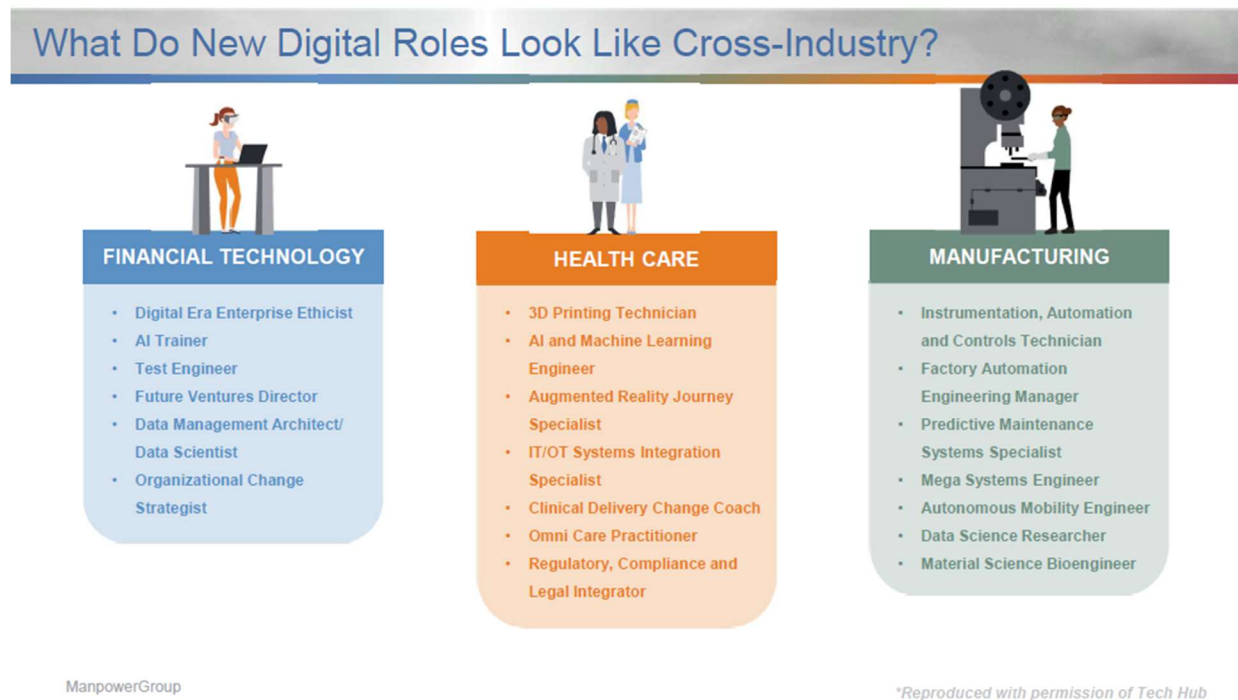 What Do New Digital Roles Look Like Cross-Industry?
FINANCIAL TECHNOLOGY
• Digital Era Enterprise Ethicist
• AI Trainer
• Test Engineer
• Future Ventures Director
• Data Management Architect/
Data Scientist
• Organizational Change
Strategist
HEALTH CARE
• 3D Printing Technician
• AI and Machine Learning
Engineer
• Augmented Reality Journey
Specialist
• IT/OT Systems Integration
Specialist
• Clinical Delivery Change Coach
• Omni Care Practitioner
• Regulatory, Compliance and
Legal Integrator
MANUFACTURING
• Instrumentation, Automation
and Controls Technician
• Factory Automation
Engineering Manager
• Predictive Maintenance
Systems Specialist
• Mega Systems Engineer
• Autonomous Mobility Engineer
• Data Science Researcher
• Material Science Bioengineer
ManpowerGroup
*Reproduced with permission of Tech Hub